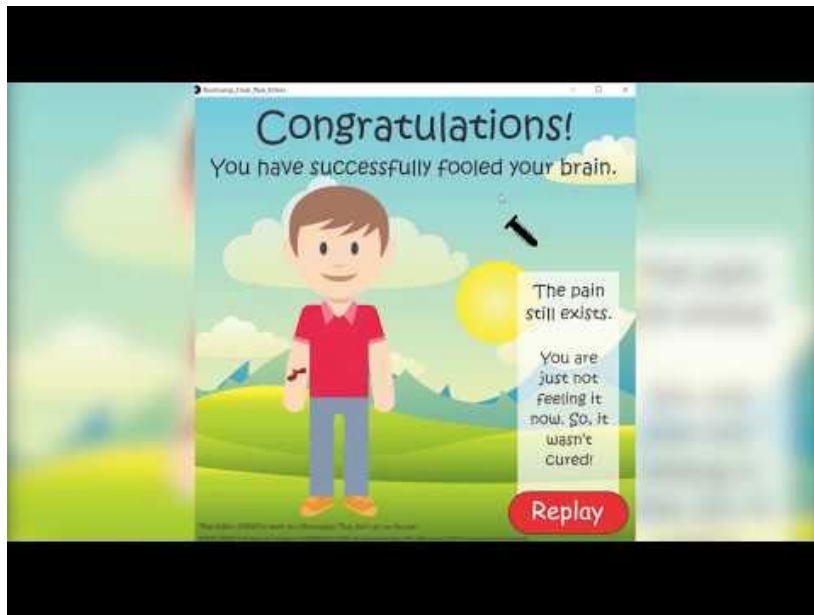 Congratulations!
You have successfully fooled your brain.
The pain
still exists.
You are
just not
feeling it
now. So, it
wasn't
cured!
Replay